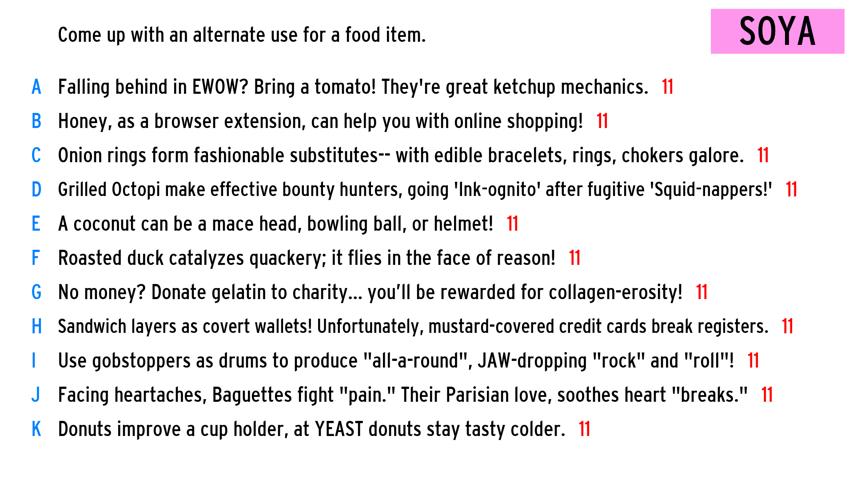 Come up with an alternate use for a food item.
SOYA
A Falling behind in EWOW? Bring a tomato! They're great ketchup mechanics. 11
B Honey, as a browser extension, can help you with online shopping! 11
C Onion rings form fashionable substitutes-- with edible bracelets, rings, chokers galore. 11
D Grilled Octopi make effective bounty hunters, going 'Ink-ognito' after fugitive 'Squid-nappers!' 11
E A coconut can be a mace head, bowling ball, or helmet! 11
F Roasted duck catalyzes quackery; it flies in the face of reason! 11
G No money? Donate gelatin to charity... you’ll be rewarded for collagen-erosity! 11
H Sandwich layers as covert wallets! Unfortunately, mustard-covered credit cards break registers. 11
I Use gobstoppers as drums to produce "all-a-round", JAW-dropping "rock" and "roll"! 11
J Facing heartaches, Baguettes fight "pain." Their Parisian love, soothes heart "breaks." 11
K Donuts improve a cup holder, at YEAST donuts stay tasty colder. 11